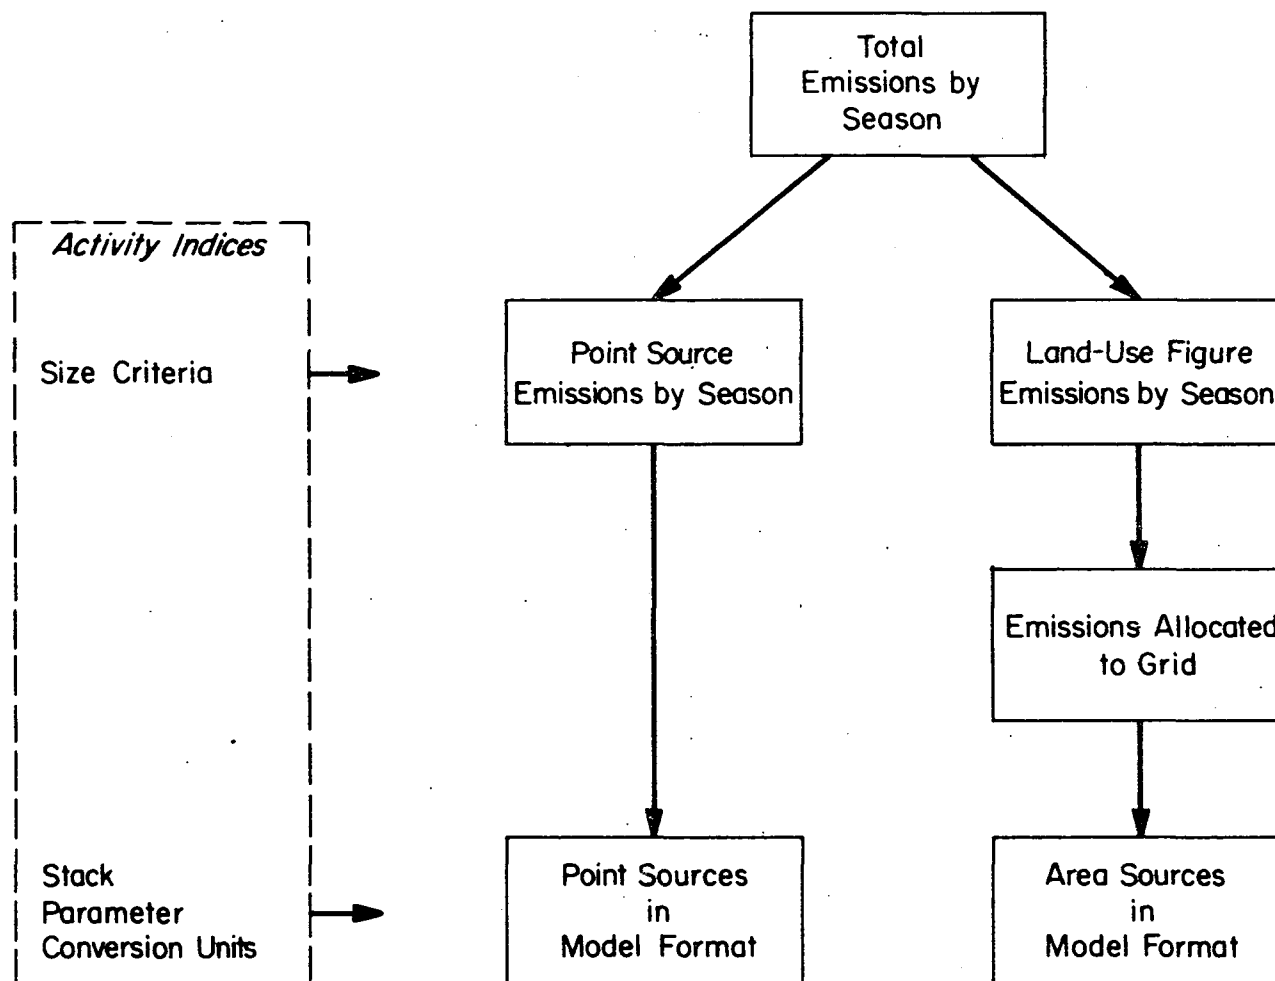 Total
Emissions by
Season
Activity Indices
Size Criteria
Point Source
Emissions by Season
Land-Use Figure
Emissions by Season
Emissions Allocated
to Grid
Stack
Parameter
Conversion Units
Point Sources
in
Model Format
Area Sources
in
Model Format